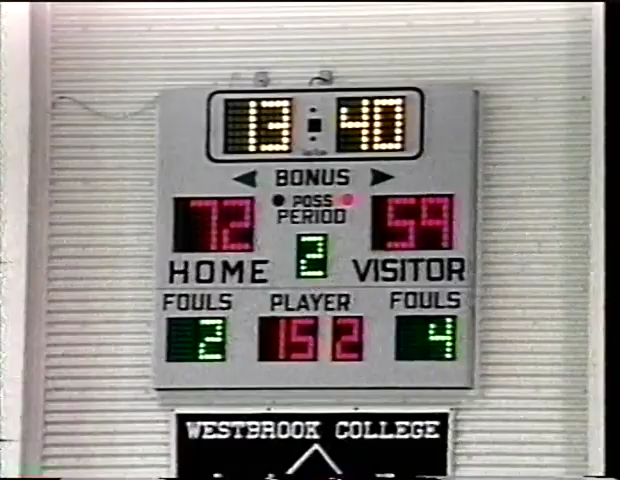 13 40
BONUS
POSS
72 PERIOD 59
2
HOME VISITOR
FOULS PLAYER FOULS
2 15 2 4
WESTBROOK COLLEGE